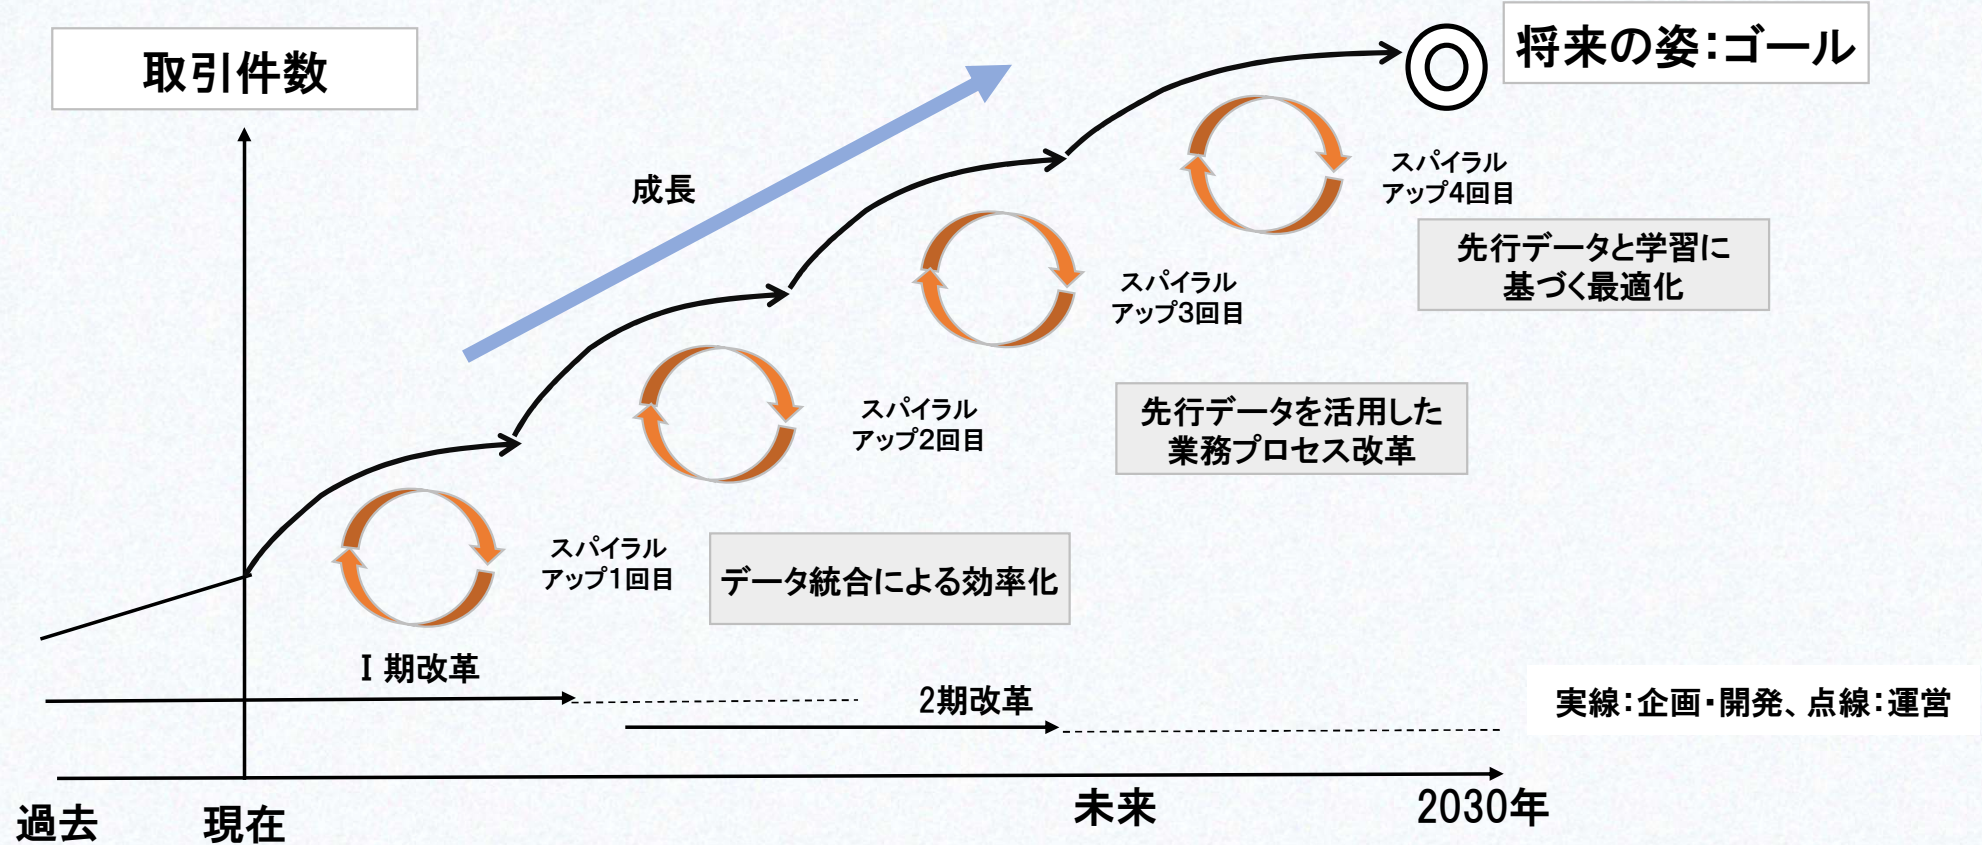 取引件数
将来の姿:ゴール
成長
スパイラル
アップ4回目
先行データと学習に
基づく最適化
スパイラル
アップ3回目
先行データを活用した
業務プロセス改革
スパイラル
アップ2回目
スパイラル
アップ1回目
データ統合による効率化
Ⅰ期改革
2期改革
実線:企画・開発、点線:運営
過去
現在
未来
2030年